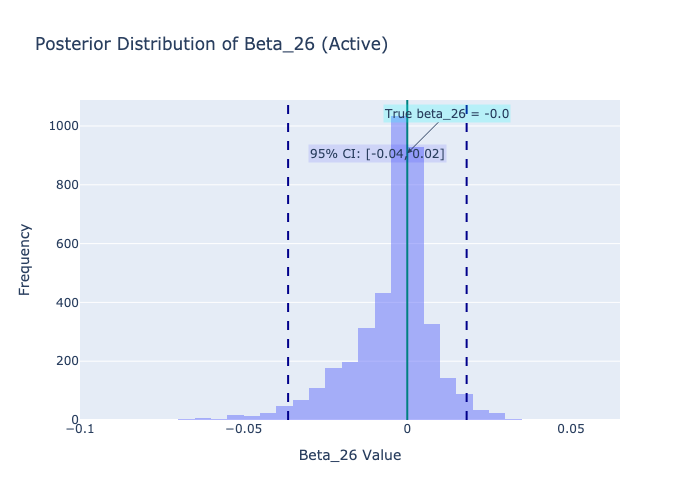 Posterior Distribution of Beta_26 (Active)
True beta_26 = -0.0
95% CI: [-0.04, 0.02]
Frequency
1000
800
600
400
200
0
−0.1
−0.05
0
0.05
Beta_26 Value